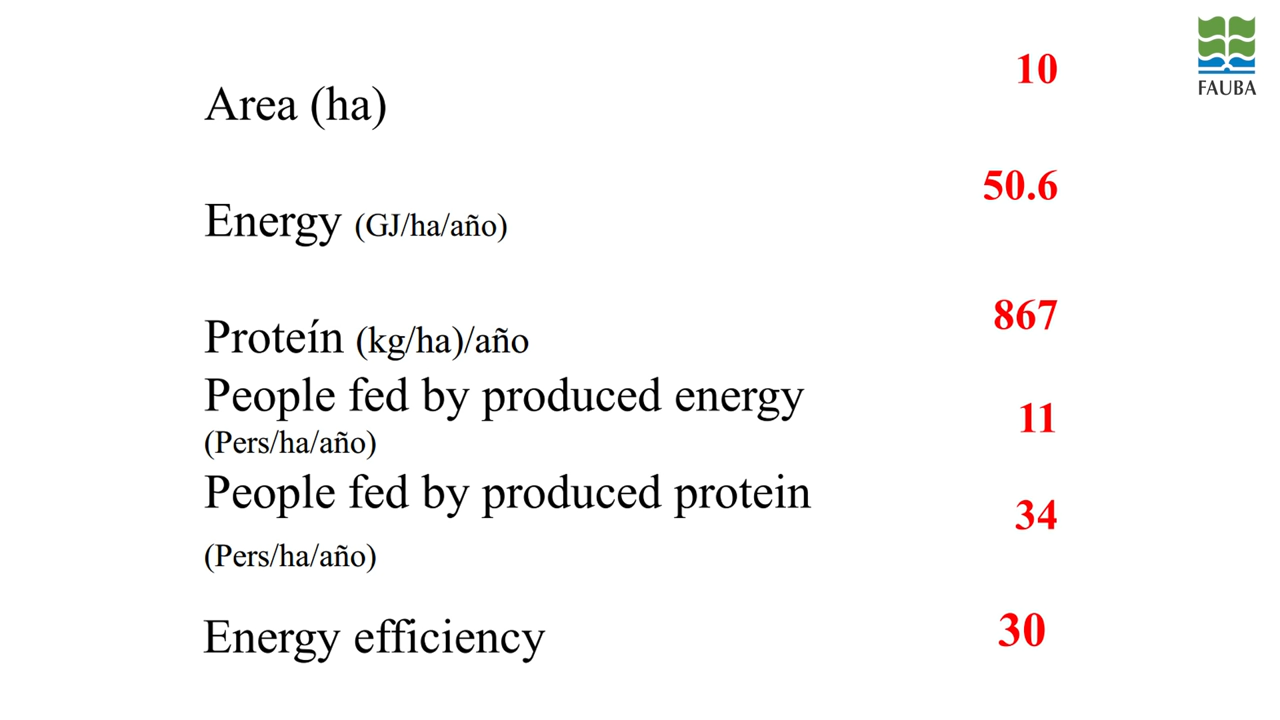 10
FAUBA
Area (ha)
50.6
Energy (GJ/ha/año)
867
Proteín (kg/ha)/año
People fed by produced energy
11
(Pers/ha/año)
People fed by produced protein
34
(Pers/ha/año)
Energy efficiency
30